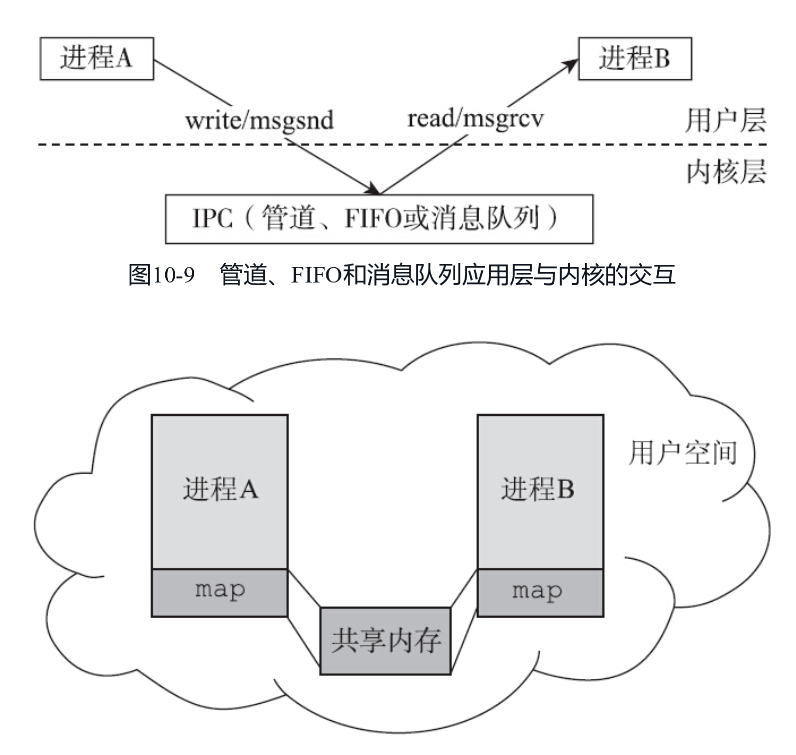 进程A
进程B
write/msgsnd
read/msgrcv
用户层
内核层
IPC（管道、FIFO或消息队列）
图10-9 管道、FIFO和消息队列应用层与内核的交互
用户空间
进程A
进程B
map
map
共享内存